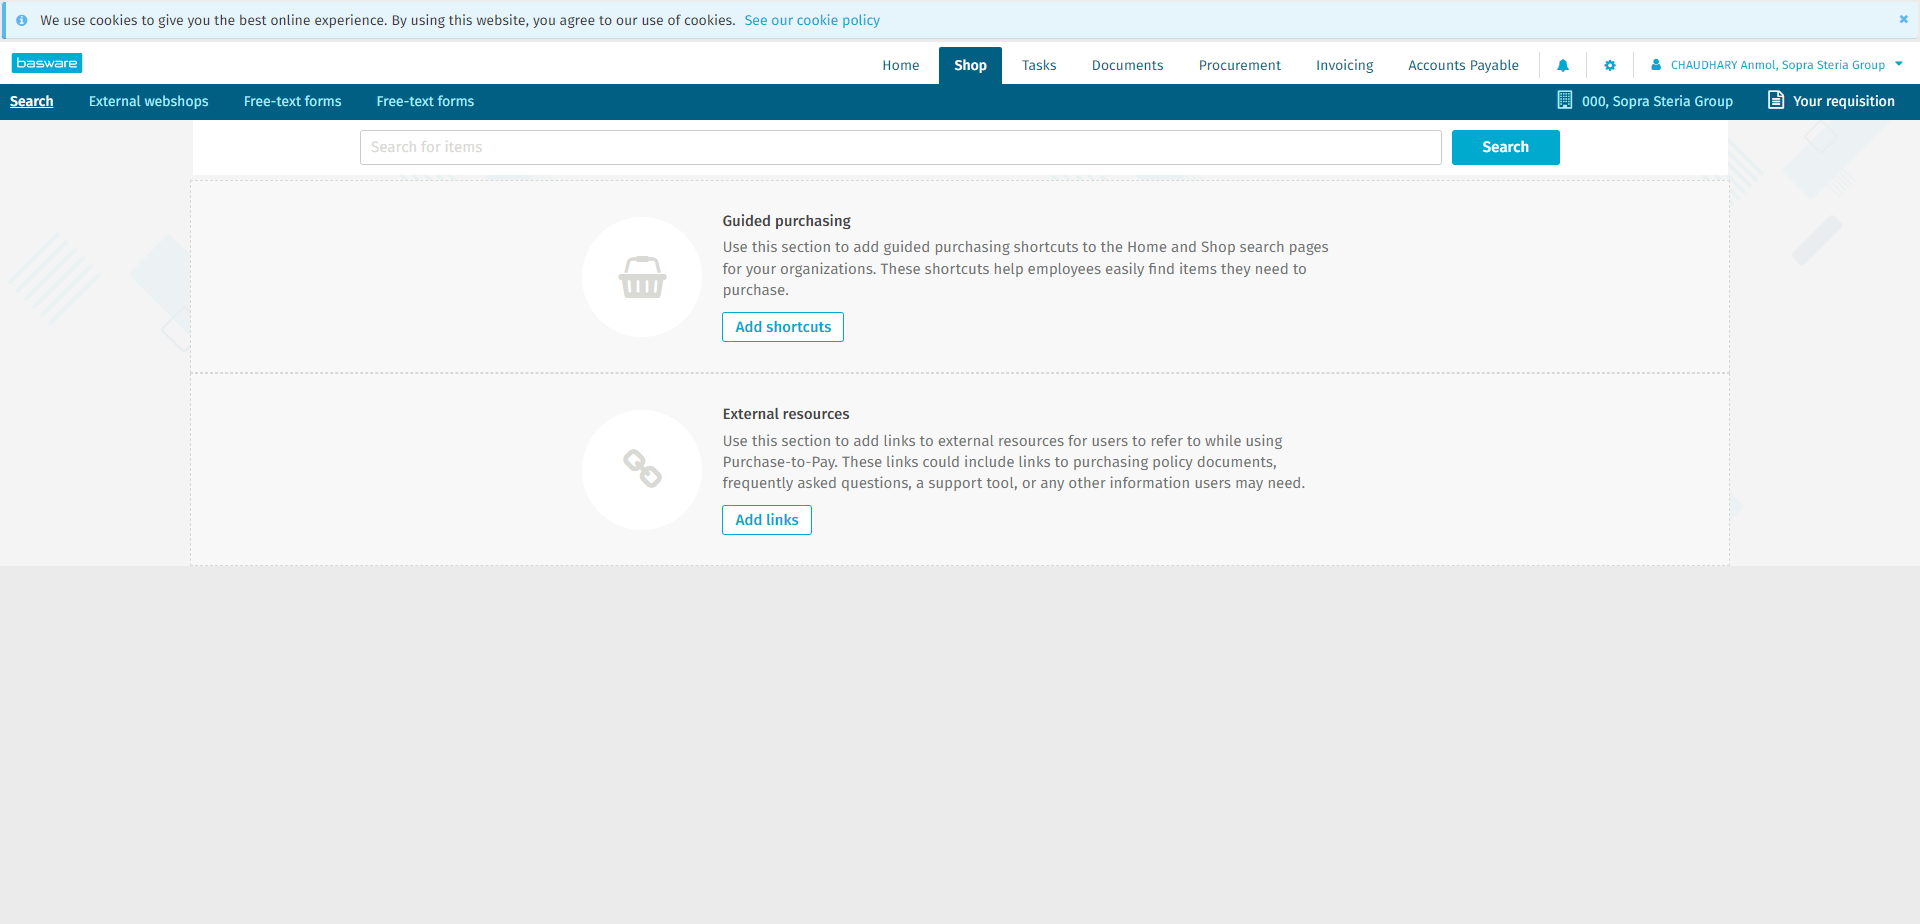 We use cookies to give you the best online experience. By using this website, you agree to our use of cookies. See our cookie policy
basware
Home Shop Tasks Documents Procurement Invoicing Accounts Payable CHAUDHARY Anmol, Sopra Steria Group
Search External webshops Free-text forms Free-text forms 000, Sopra Steria Group Your requisition
Search for items Search
Guided purchasing
Use this section to add guided purchasing shortcuts to the Home and Shop search pages
for your organizations. These shortcuts help employees easily find items they need to
purchase.
Add shortcuts
External resources
Use this section to add links to external resources for users to refer to while using
Purchase-to-Pay. These links could include links to purchasing policy documents,
frequently asked questions, a support tool, or any other information users may need.
Add links